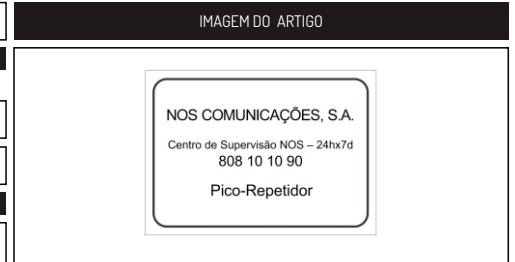 IMAGEM DO ARTIGO
NOS COMUNICAÇÕES, S.A.
Centro de Supervisão NOS – 24hx7d
808 10 10 90
Pico-Repetidor